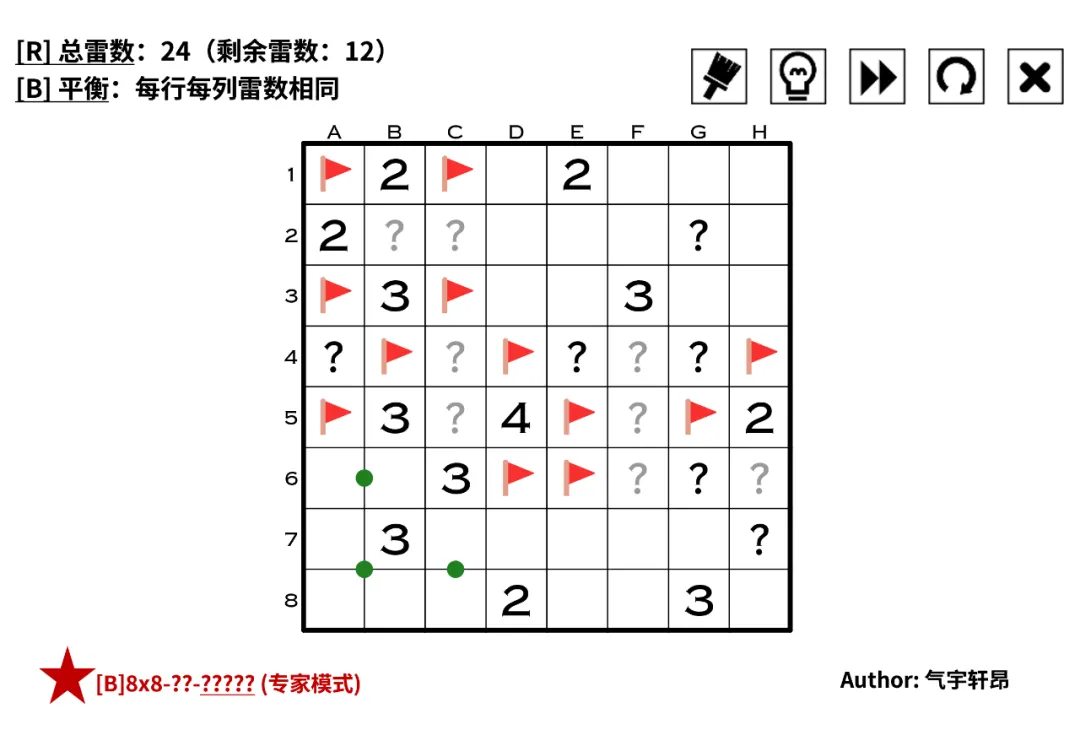 [R] 总雷数：24（剩余雷数：12）
[B] 平衡：每行每列雷数相同
A B C D E F G H
1 2 2
2 2 ? ? ?
3 3 3
4 ? ? ? ? ?
5 3 ? 4 ? 2
6 3 ? ? ?
7 3 ?
8 2 3
[B]8x8-??-????? (专家模式)
Author: 气宇轩昂